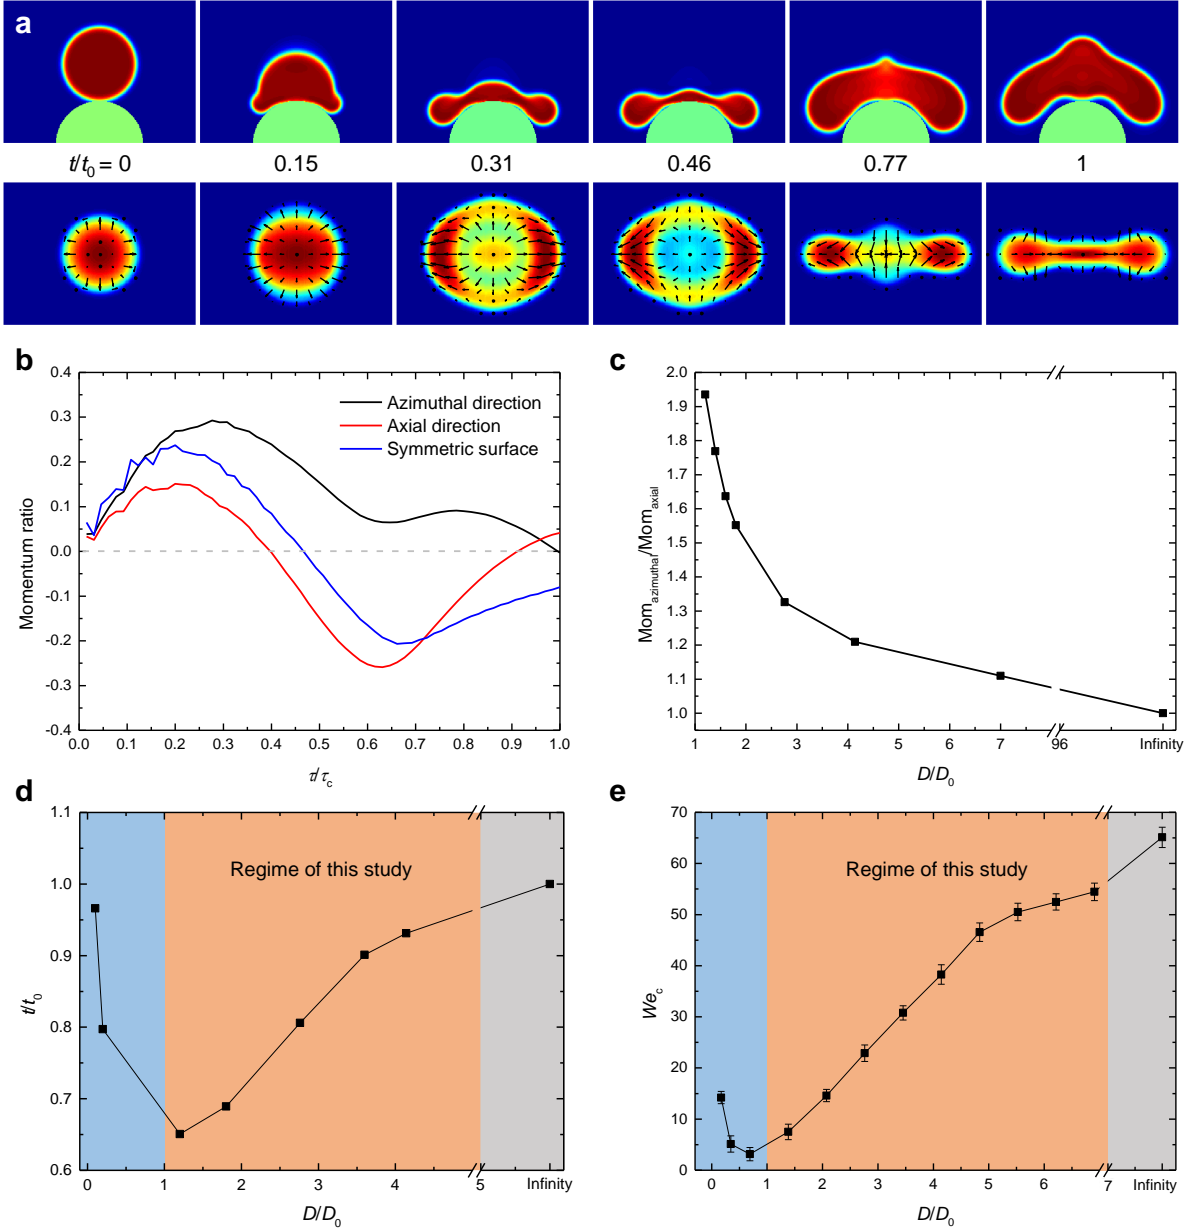 a
t/t0 = 0 0.15 0.31 0.46 0.77 1
b
0.4
0.3
0.2
0.1
0.0
-0.1
-0.2
-0.3
-0.4
Momentum ratio
Azimuthal direction
Axial direction
Symmetric surface
0.0 0.1 0.2 0.3 0.4 0.5 0.6 0.7 0.8 0.9 1.0
τ/τc
c
2.0
1.9
1.8
1.7
1.6
1.5
1.4
1.3
1.2
1.1
1.0
Momazimuthal/Momaxial
1 2 3 4 5 6 7 96 Infinity
D/D0
d
1.1
1.0
0.9
0.8
0.7
0.6
t/t0
Regime of this study
0 1 2 3 4 5 Infinity
D/D0
e
70
60
50
40
30
20
10
0
Wec
Regime of this study
0 1 2 3 4 5 6 7 Infinity
D/D0